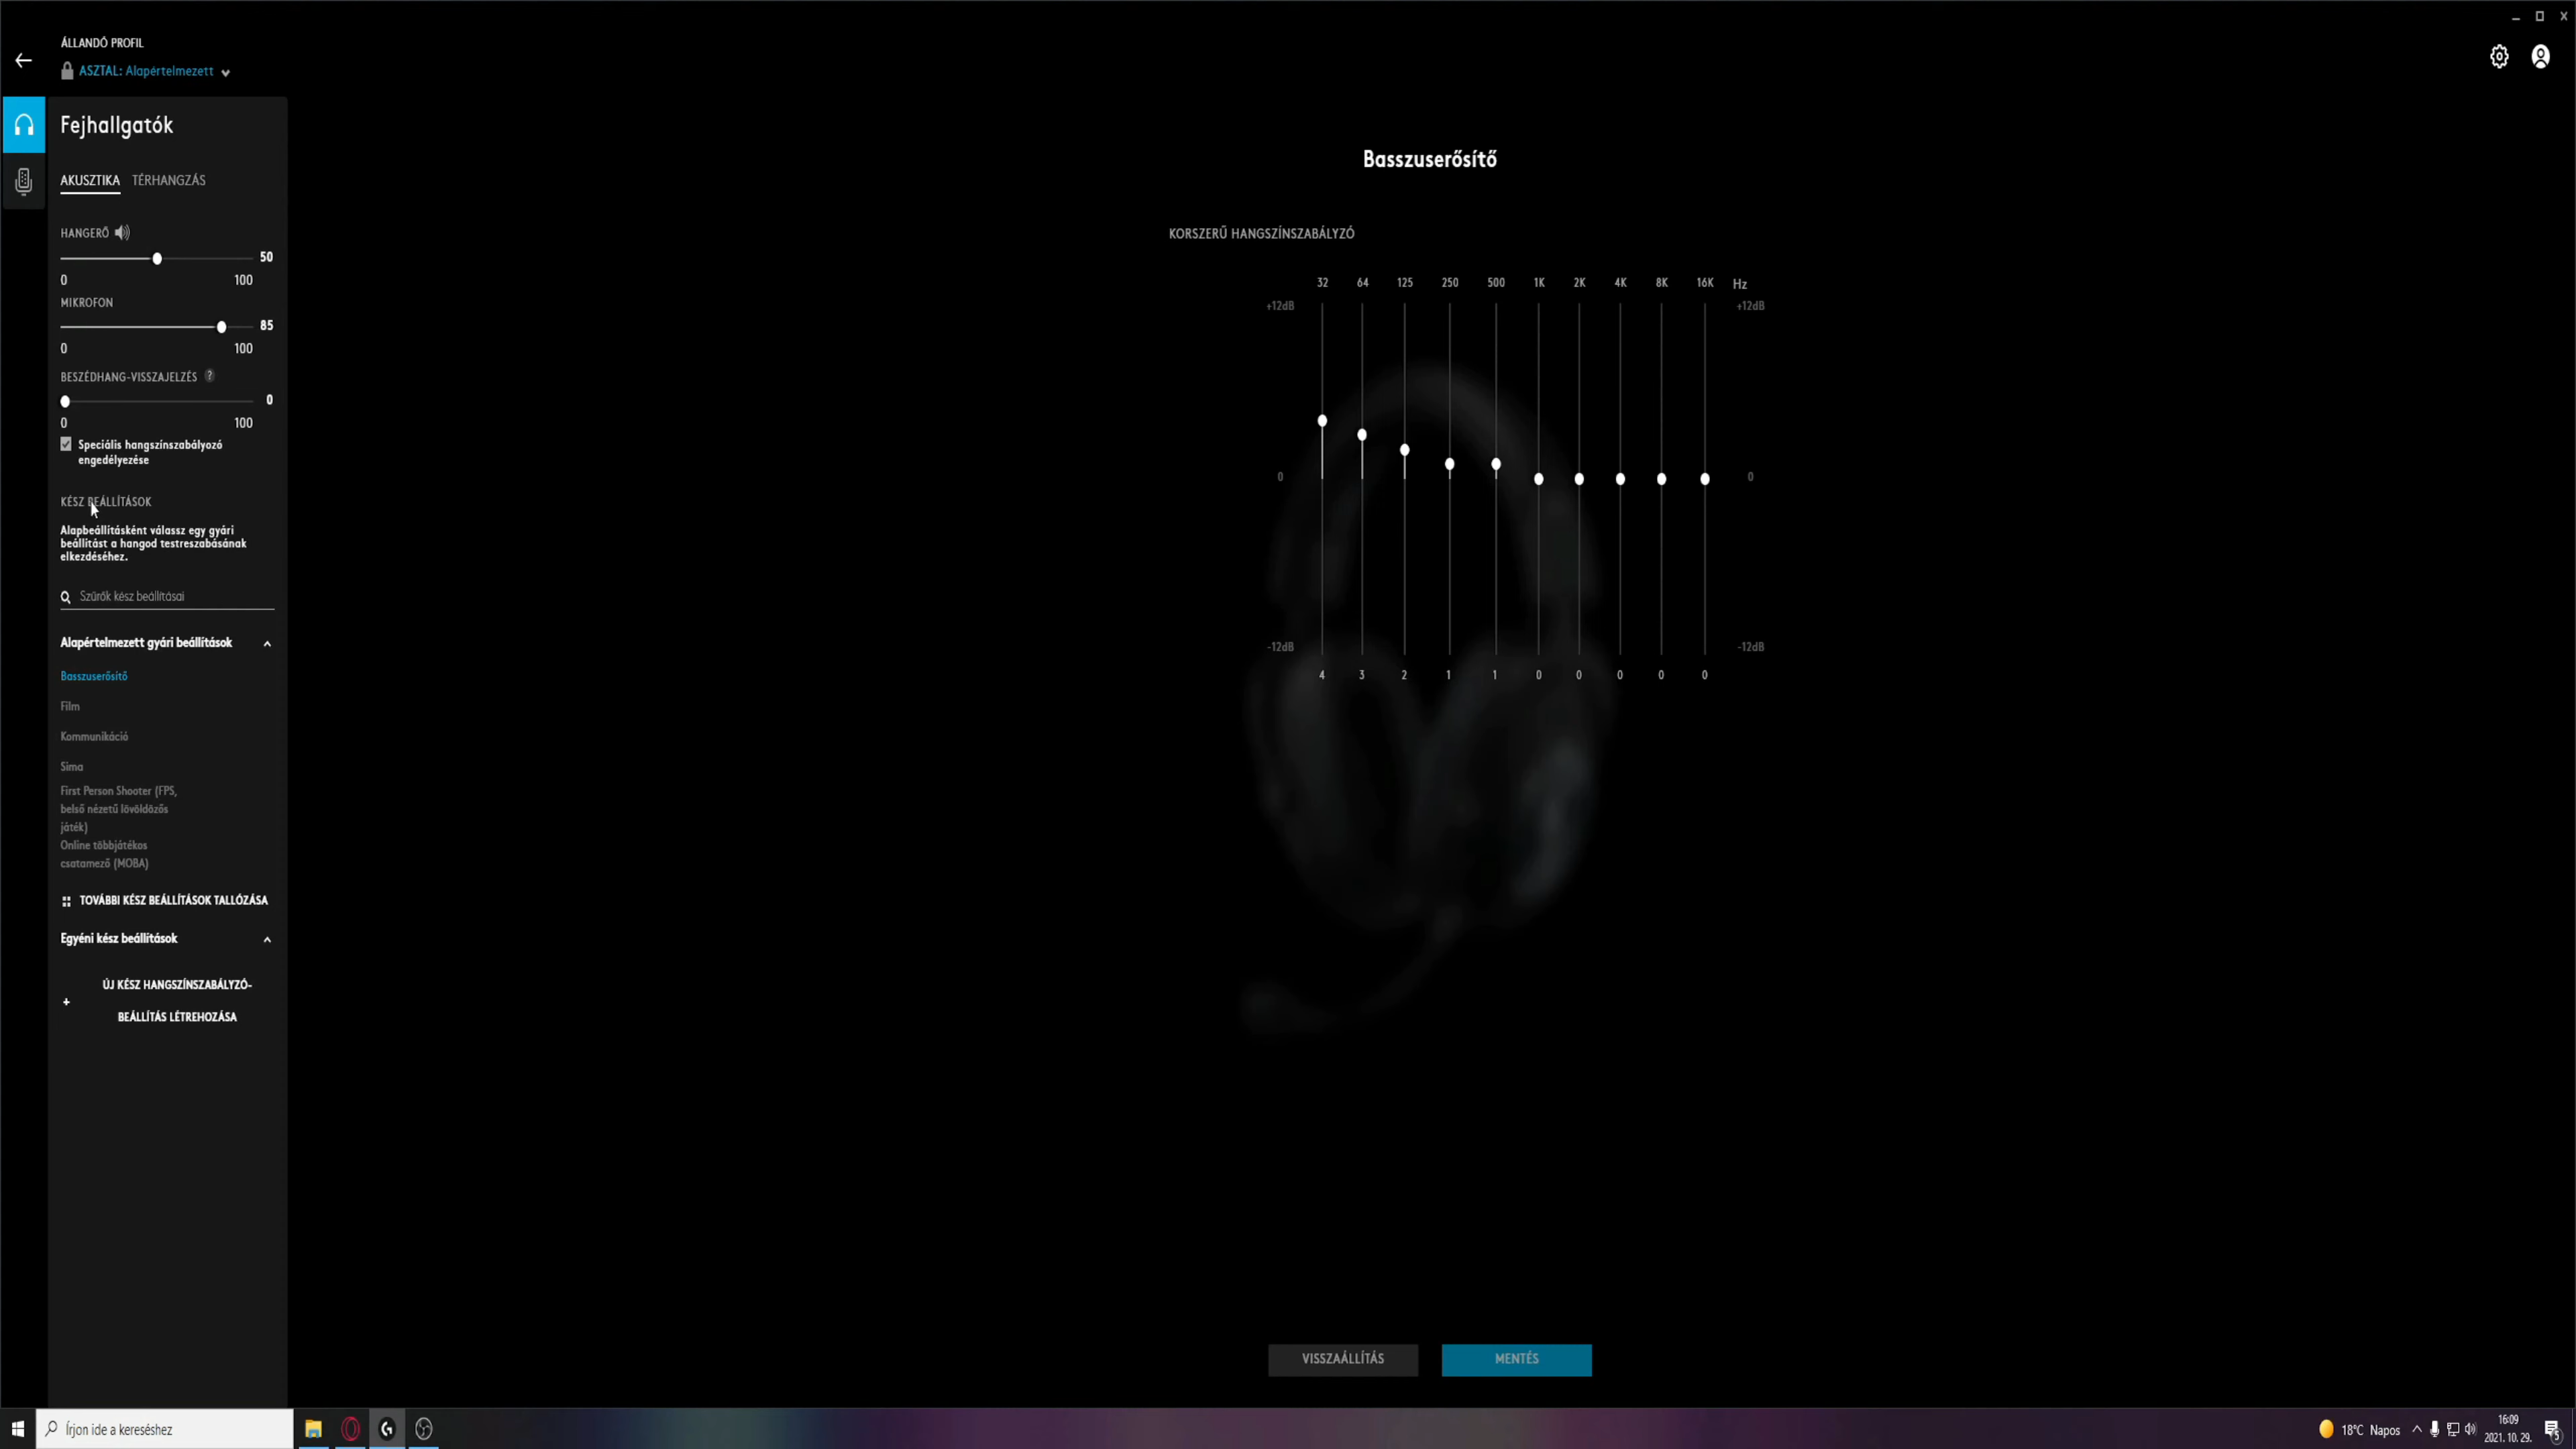 ÁLLANDÓ PROFIL
ASZTAL: Alapértelmezett
Fejhallgatók
AKUSZTIKA TÉRHANGZÁS
HANGERŐ
50
0 100
MIKROFON
85
0 100
BESZÉDHANG-VISSZAJELZÉS ?
0
0 100
Speciális hangszínszabályozó
engedélyezése
KÉSZ BEÁLLÍTÁSOK
Alapbeállításként válassz egy gyári
beállítást a hangod testreszabásának
elkezdéséhez.
Szűrők kész beállításai
Alapértelmezett gyári beállítások
Basszuserősítő
Film
Kommunikáció
Sima
First Person Shooter (FPS,
belső nézetű lövöldözős
játék)
Online többjátékos
csatamező (MOBA)
TOVÁBBI KÉSZ BEÁLLÍTÁSOK TALLÓZÁSA
Egyéni kész beállítások
+ ÚJ KÉSZ HANGSZÍNSZABÁLYZÓ-
BEÁLLÍTÁS LÉTREHOZÁSA
Basszuserősítő
KORSZERŰ HANGSZÍNSZABÁLYZÓ
32 64 125 250 500 1K 2K 4K 8K 16K Hz
+12dB +12dB
0 0
-12dB -12dB
4 3 2 1 1 0 0 0 0 0
VISSZAÁLLÍTÁS MENTÉS
Írjon ide a kereséshez
18°C Napos
16:09
2021. 10. 29.
5